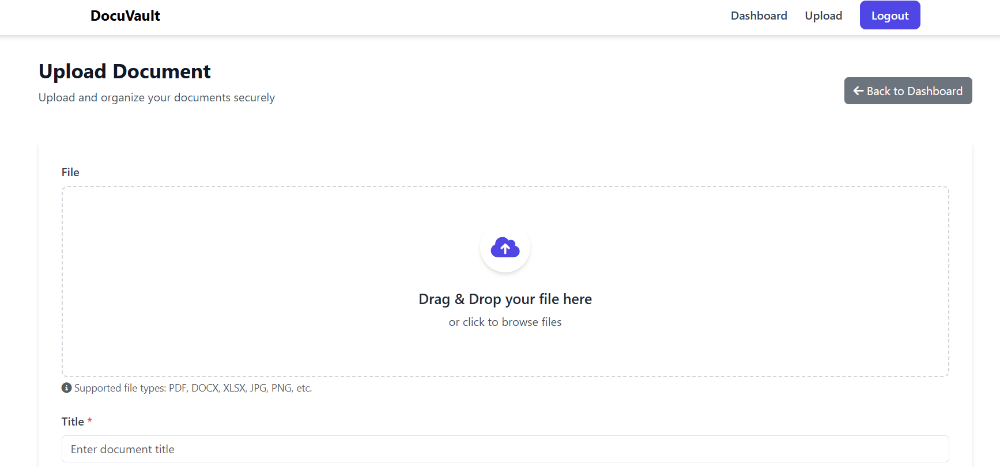 DocuVault
Dashboard
Upload
Logout
Upload Document
Upload and organize your documents securely
Back to Dashboard
File
Drag & Drop your file here
or click to browse files
Supported file types: PDF, DOCX, XLSX, JPG, PNG, etc.
Title *
Enter document title